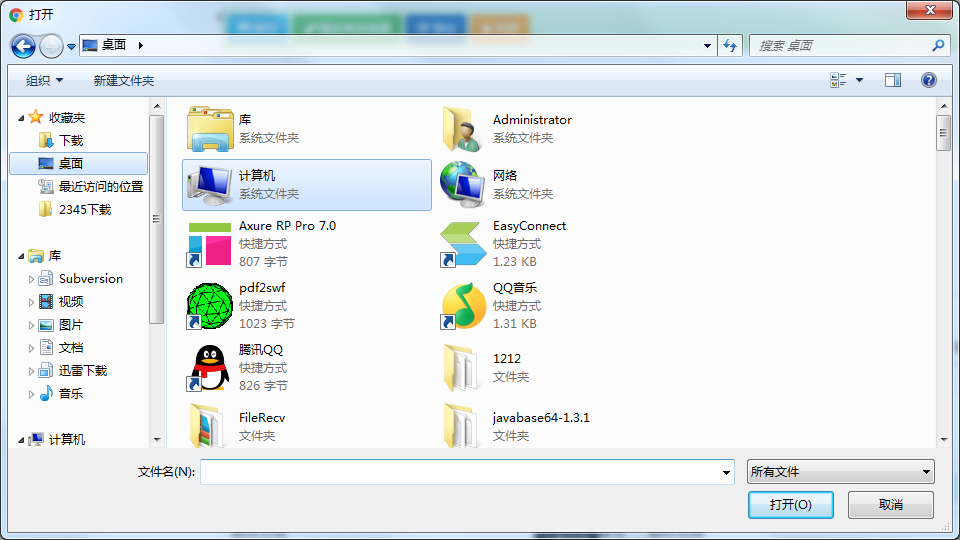 打开
桌面
搜索 桌面
组织
新建文件夹
收藏夹
下载
桌面
最近访问的位置
2345下载
库
Subversion
视频
图片
文档
迅雷下载
音乐
计算机
库
系统文件夹
Administrator
系统文件夹
计算机
系统文件夹
网络
系统文件夹
Axure RP Pro 7.0
快捷方式
807 字节
EasyConnect
快捷方式
1.23 KB
pdf2swf
快捷方式
1023 字节
QQ音乐
快捷方式
1.31 KB
腾讯QQ
快捷方式
826 字节
1212
文件夹
FileRecv
文件夹
javabase64-1.3.1
文件夹
文件名(N):
所有文件
打开(O)
取消